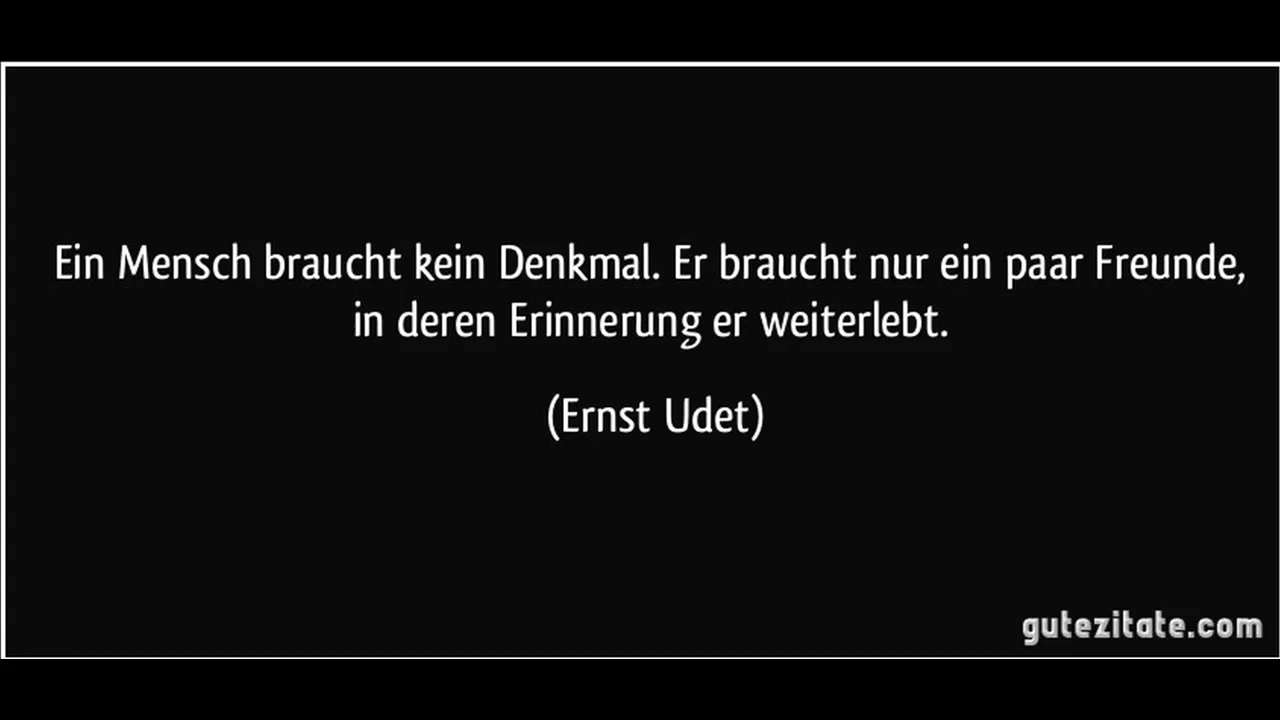 Ein Mensch braucht kein Denkmal. Er braucht nur ein paar Freunde,
in deren Erinnerung er weiterlebt.
(Ernst Udet)
gutezitate.com